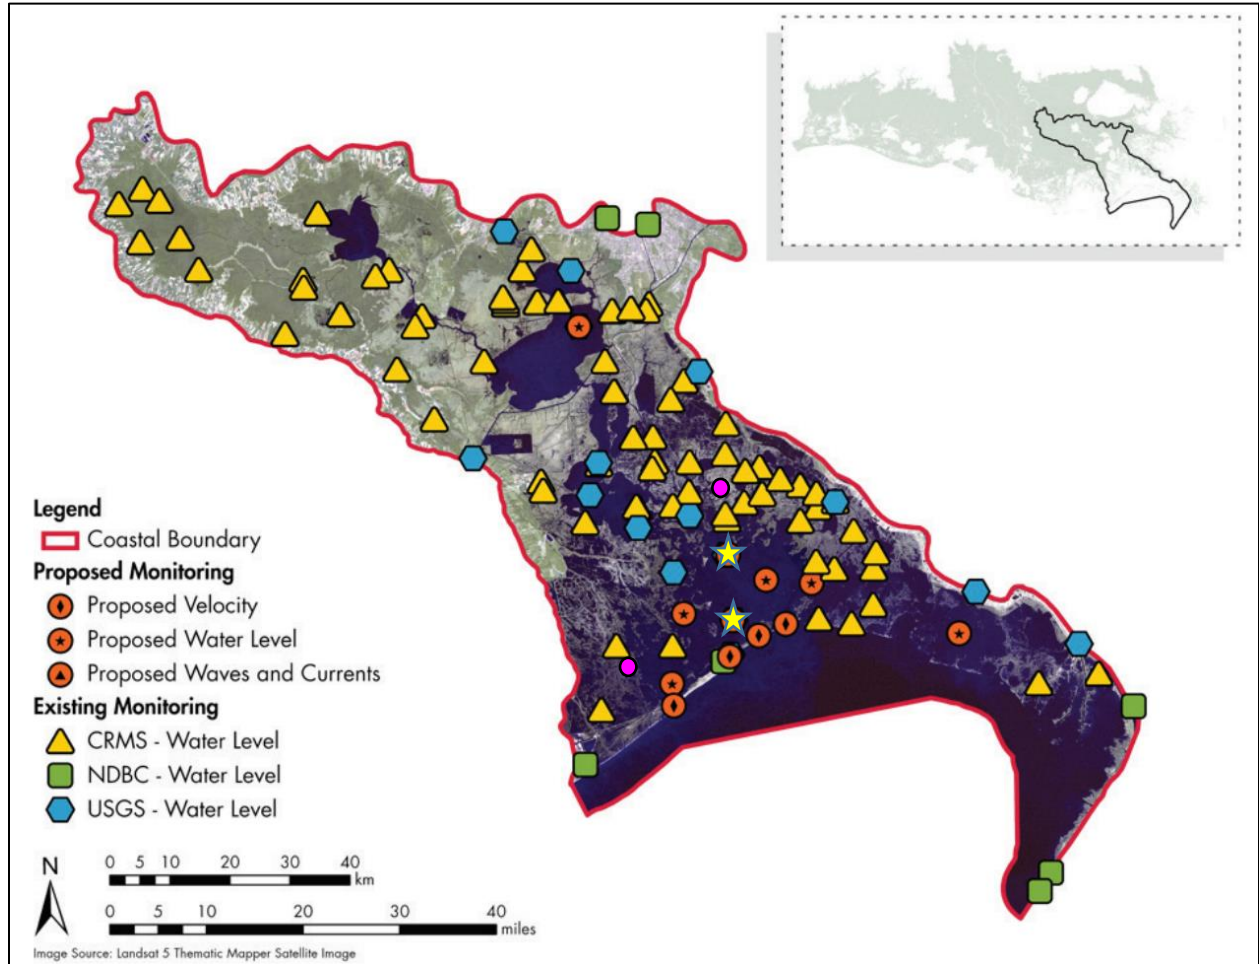 Legend
Coastal Boundary
Proposed Monitoring
Proposed Velocity
Proposed Water Level
Proposed Waves and Currents
Existing Monitoring
CRMS - Water Level
NDBC - Water Level
USGS - Water Level
N
0 5 10 20 30 40
km
0 5 10 20 30 40
miles
Image Source: Landsat 5 Thematic Mapper Satellite Image